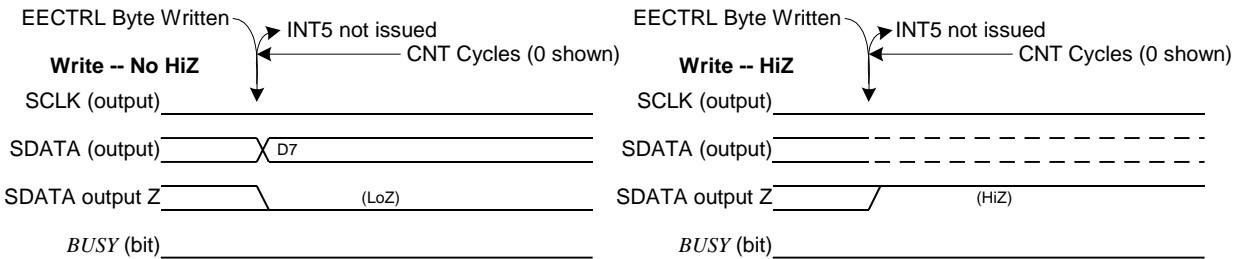 EECTRL Byte Written
INT5 not issued
CNT Cycles (0 shown)
Write -- No HiZ
SCLK (output)
SDATA (output)
D7
SDATA output Z
(LoZ)
BUSY (bit)
EECTRL Byte Written
INT5 not issued
CNT Cycles (0 shown)
Write -- HiZ
SCLK (output)
SDATA (output)
SDATA output Z
(HiZ)
BUSY (bit)